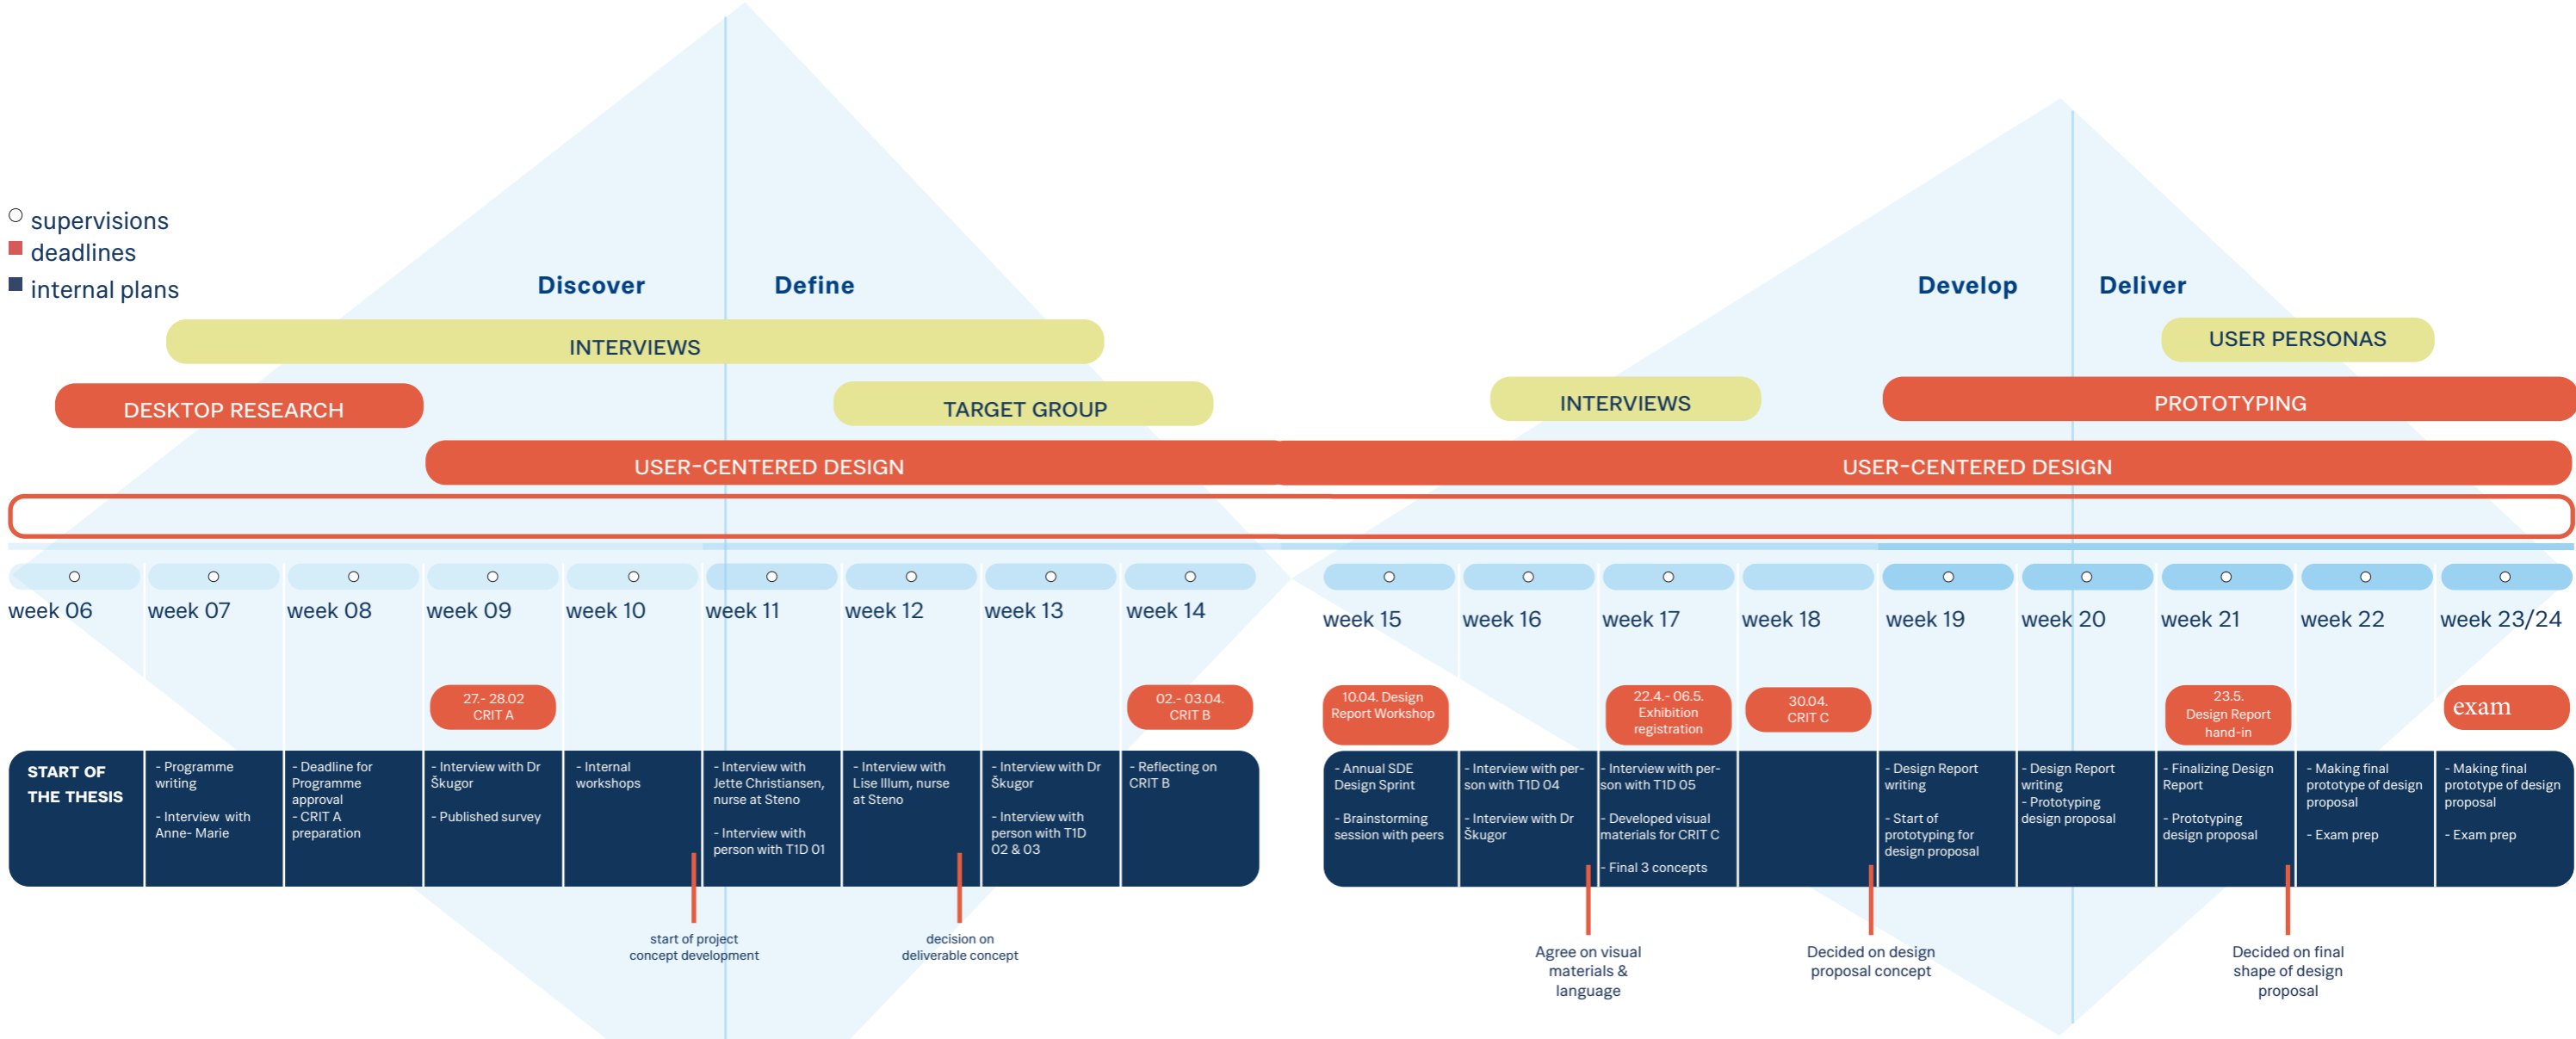 supervisions
deadlines
internal plans
Discover
Define
Develop
Deliver
INTERVIEWS
USER PERSONAS
DESKTOP RESEARCH
TARGET GROUP
INTERVIEWS
PROTOTYPING
USER-CENTERED DESIGN
USER-CENTERED DESIGN
week 06
week 07
week 08
week 09
week 10
week 11
week 12
week 13
week 14
week 15
week 16
week 17
week 18
week 19
week 20
week 21
week 22
week 23/24
27.- 28.02
CRIT A
02.- 03.04.
CRIT B
10.04. Design
Report Workshop
22.4.- 06.5.
Exhibition
registration
30.04.
CRIT C
23.5.
Design Report
hand-in
exam
START OF
THE THESIS
- Programme
writing
- Interview with
Anne- Marie
- Deadline for
Programme
approval
- CRIT A
preparation
- Interview with Dr
Škugor
- Published survey
- Internal
workshops
- Interview with
Jette Christiansen,
nurse at Steno
- Interview with
person with T1D 01
- Interview with
Lise Illum, nurse
at Steno
- Interview with Dr
Škugor
- Interview with
person with T1D
02 & 03
- Reflecting on
CRIT B
- Annual SDE
Design Sprint
- Brainstorming
session with peers
- Interview with per-
son with T1D 04
- Interview with Dr
Škugor
- Interview with per-
son with T1D 05
- Developed visual
materials for CRIT C
- Final 3 concepts
- Design Report
writing
- Start of
prototyping for
design proposal
- Design Report
writing
- Prototyping
design proposal
- Finalizing Design
Report
- Prototyping
design proposal
- Making final
prototype of design
proposal
- Exam prep
- Making final
prototype of design
proposal
- Exam prep
start of project
concept development
decision on
deliverable concept
Agree on visual
materials &
language
Decided on design
proposal concept
Decided on final
shape of design
proposal